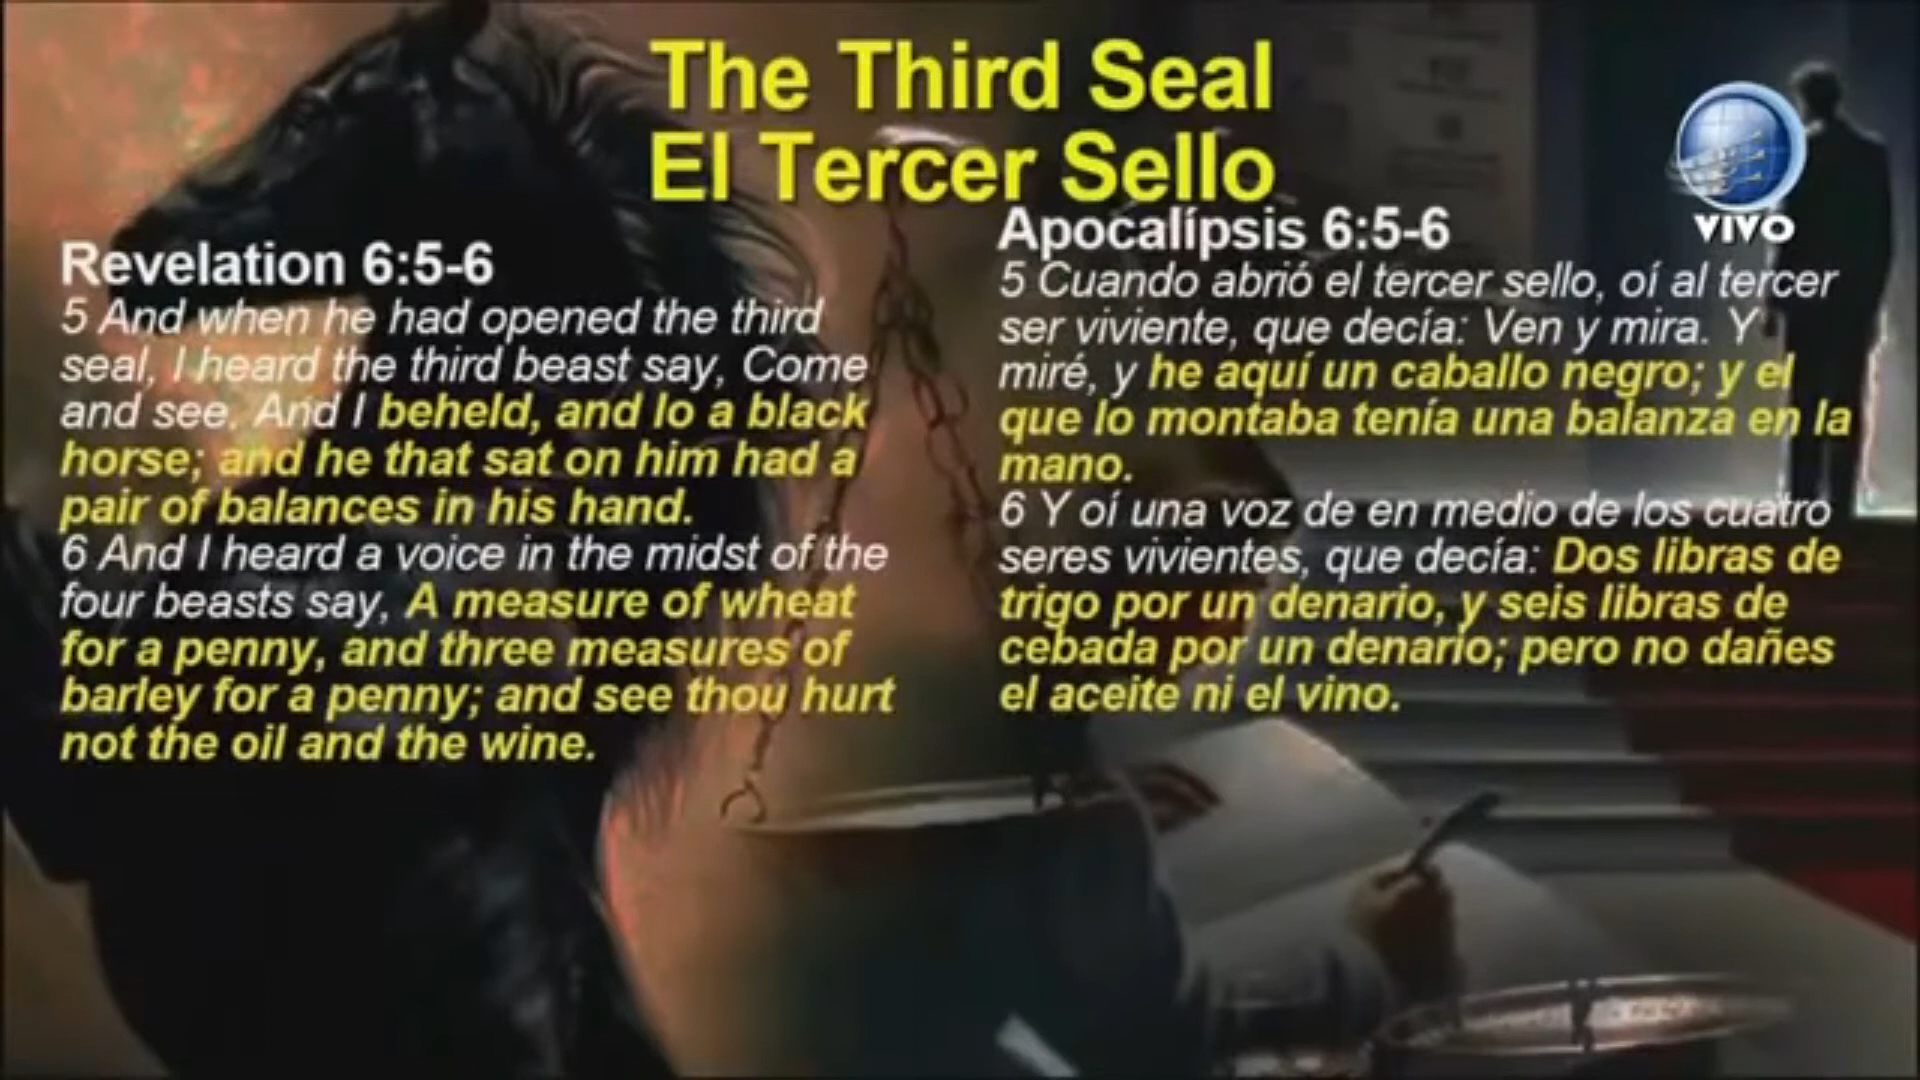 The Third Seal
El Tercer Sello
Revelation 6:5-6
5 And when he had opened the third
seal, I heard the third beast say, Come
and see. And I beheld, and lo a black
horse; and he that sat on him had a
pair of balances in his hand.
6 And I heard a voice in the midst of the
four beasts say, A measure of wheat
for a penny, and three measures of
barley for a penny; and see thou hurt
not the oil and the wine.
Apocalípsis 6:5-6
5 Cuando abrió el tercer sello, oí al tercer
ser viviente, que decía: Ven y mira. Y
miré, y he aquí un caballo negro; y el
que lo montaba tenía una balanza en la
mano.
6 Y oí una voz de en medio de los cuatro
seres vivientes, que decía: Dos libras de
trigo por un denario, y seis libras de
cebada por un denario; pero no dañes
el aceite ni el vino.
VIVO